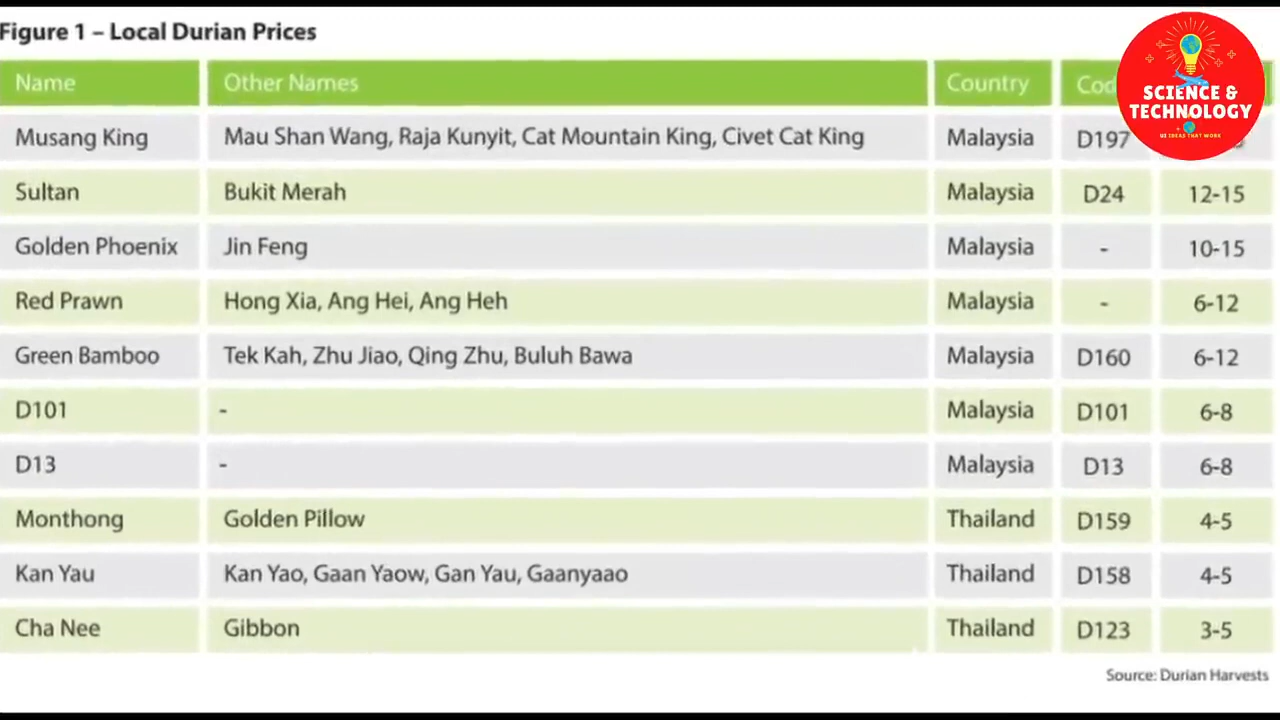 Figure 1 – Local Durian Prices
Name Other Names Country
Musang King Mau Shan Wang, Raja Kunyit, Cat Mountain King, Civet Cat King Malaysia D197
Sultan Bukit Merah Malaysia D24 12-15
Golden Phoenix Jin Feng Malaysia - 10-15
Red Prawn Hong Xia, Ang Hei, Ang Heh Malaysia - 6-12
Green Bamboo Tek Kah, Zhu Jiao, Qing Zhu, Buluh Bawa Malaysia D160 6-12
D101 - Malaysia D101 6-8
D13 - Malaysia D13 6-8
Monthong Golden Pillow Thailand D159 4-5
Kan Yau Kan Yao, Gaan Yaow, Gan Yau, Gaanyaao Thailand D158 4-5
Cha Nee Gibbon Thailand D123 3-5
Source: Durian Harvests
SCIENCE &
TECHNOLOGY
IDEAS THAT WORK